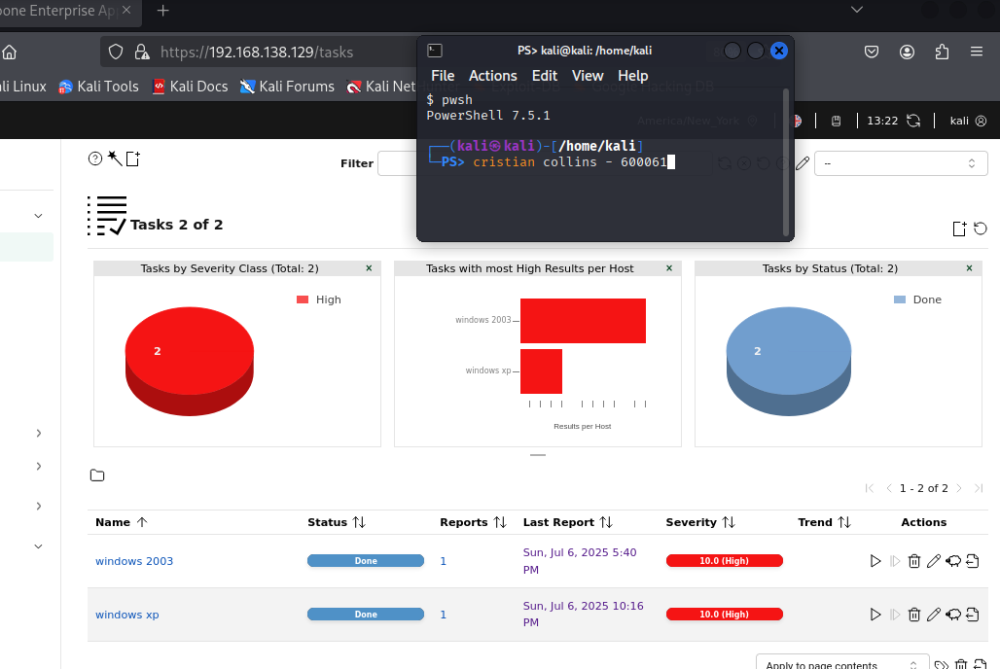 bone Enterprise Ap
https://192.168.138.129/tasks
ali Linux Kali Tools Kali Docs Kali Forums Kali Net
PS> kali@kali: /home/kali
File Actions Edit View Help
$ pwsh
PowerShell 7.5.1
┌──(kali㉿kali)-[/home/kali]
└─PS> cristian collins - 600061
America/New_York
13:22 kali
Filter
--
Tasks 2 of 2
Tasks by Severity Class (Total: 2) ×
High
2
Tasks with most High Results per Host ×
windows 2003
windows xp
Results per Host
Tasks by Status (Total: 2) ×
Done
2
1 - 2 of 2
Name Status Reports Last Report Severity Trend Actions
windows 2003 Done 1 Sun, Jul 6, 2025 5:40 PM 10.0 (High)
windows xp Done 1 Sun, Jul 6, 2025 10:16 PM 10.0 (High)
Apply to page contents